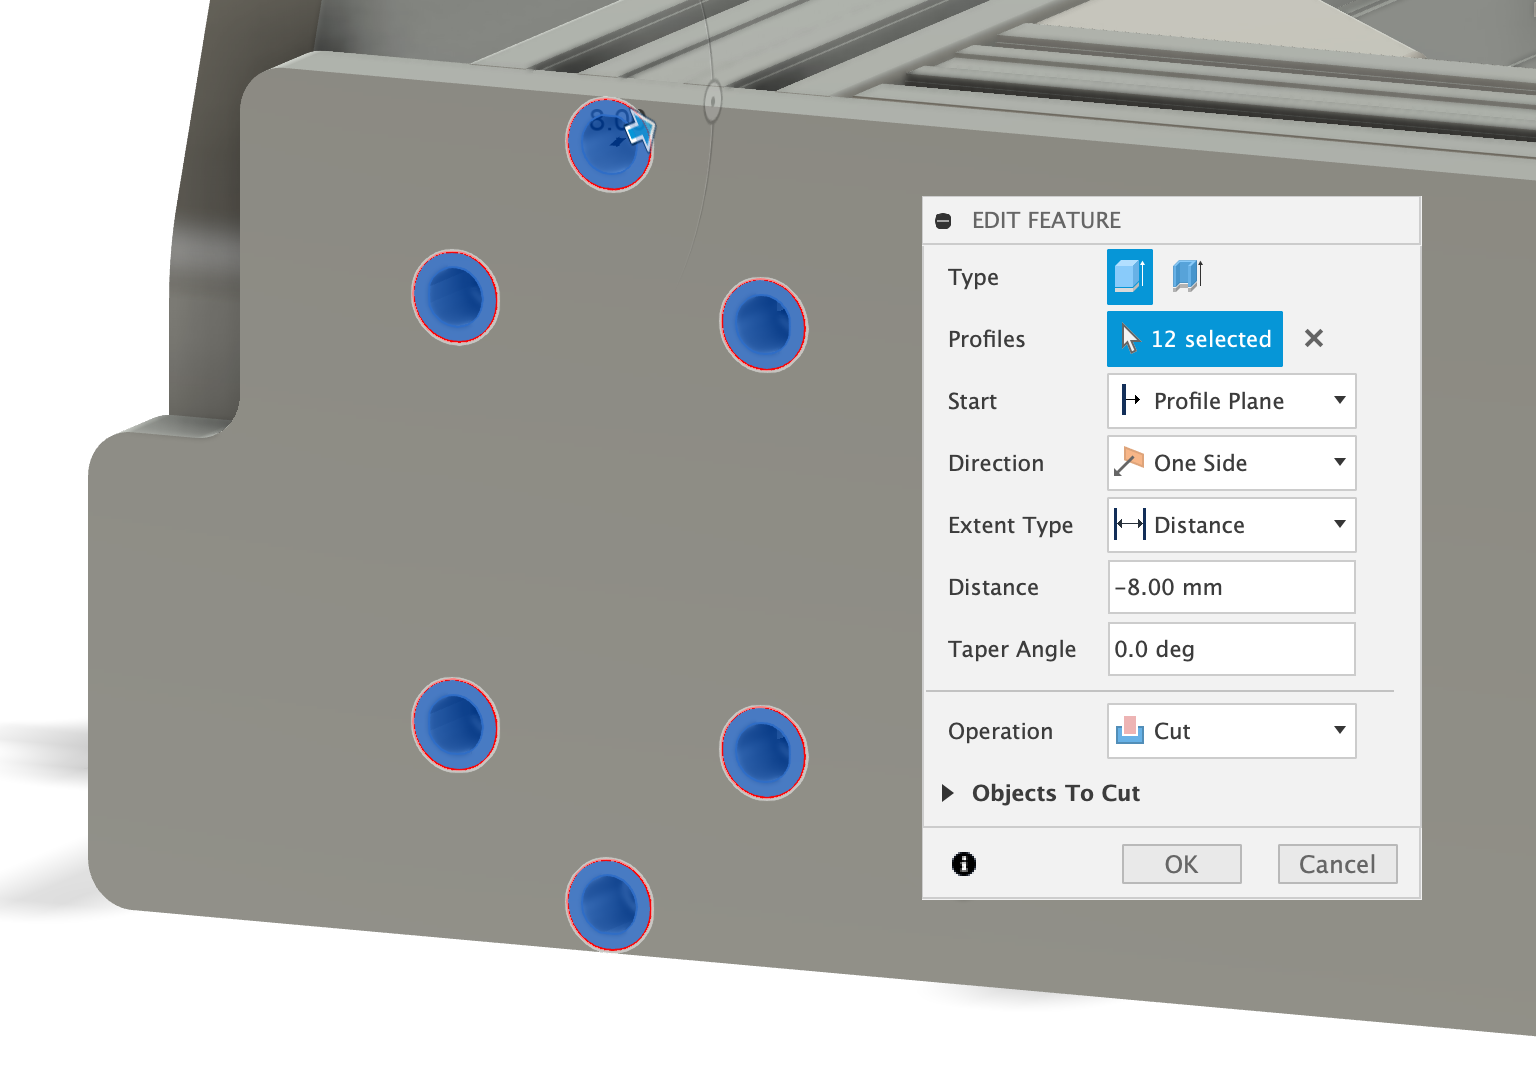 8.00
EDIT FEATURE
Type
Profiles 12 selected
Start Profile Plane
Direction One Side
Extent Type Distance
Distance -8.00 mm
Taper Angle 0.0 deg
Operation Cut
Objects To Cut
OK Cancel